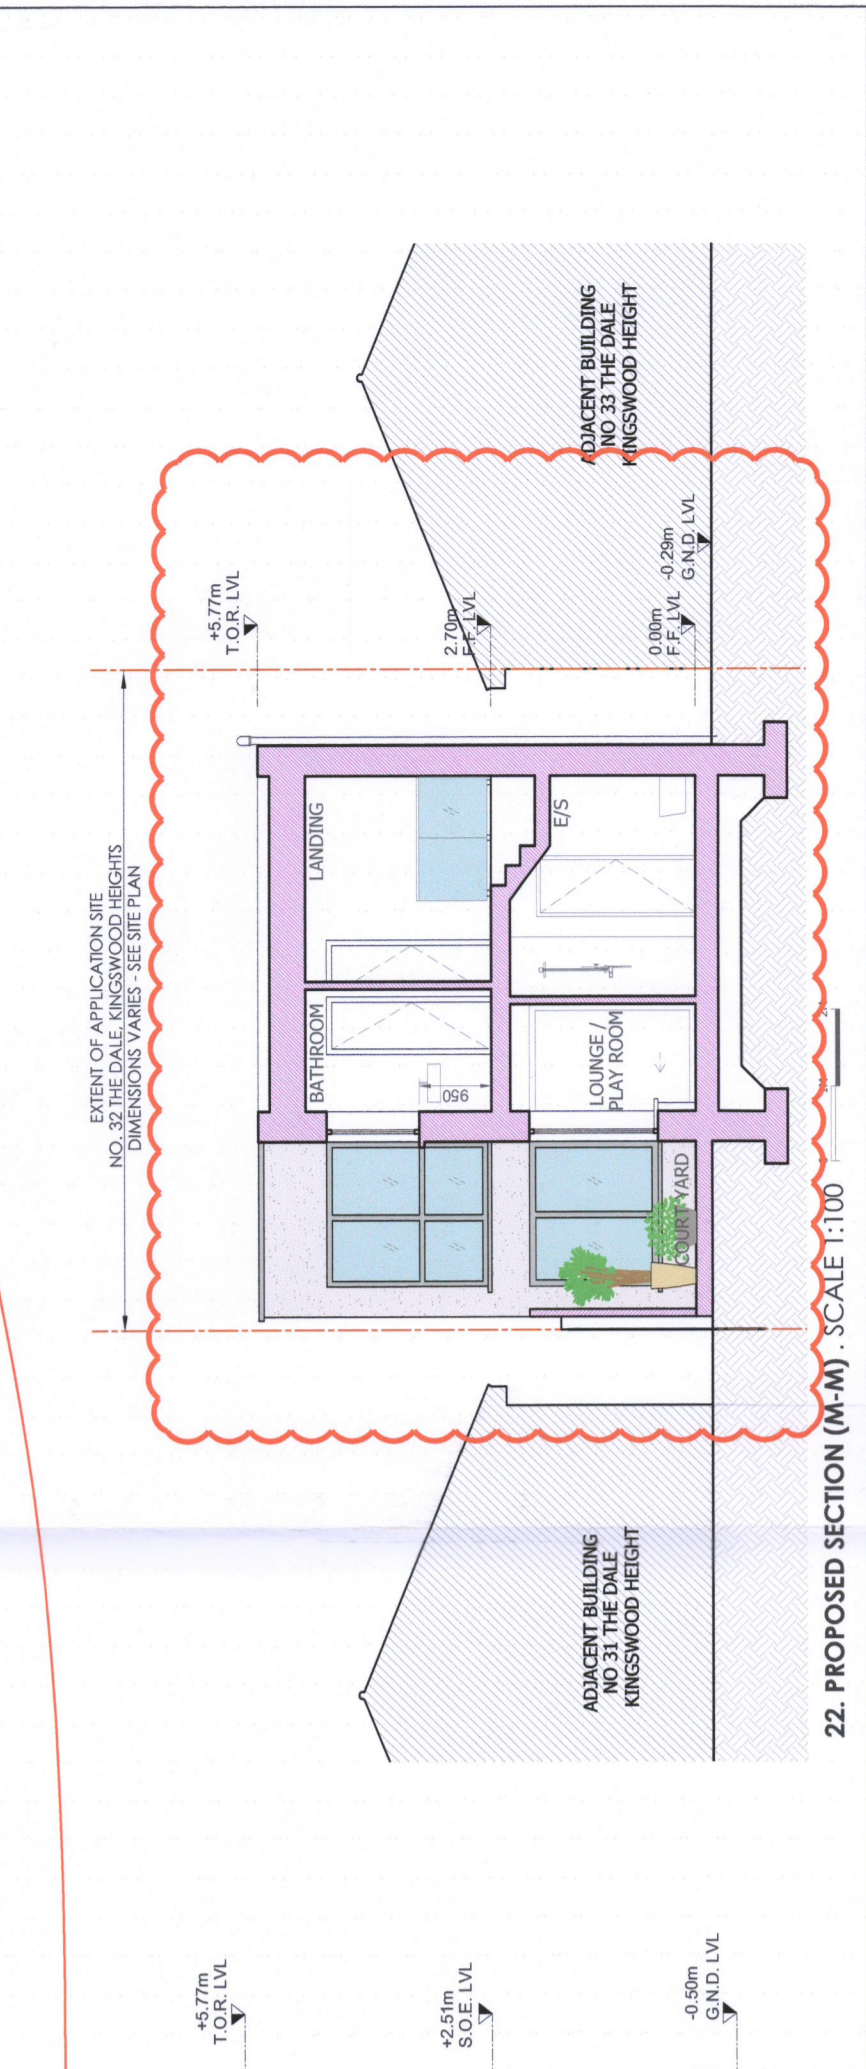 EXTENT OF APPLICATION SITE
NO. 32 THE DALE, KINGSWOOD HEIGHTS
DIMENSIONS VARIES - SEE SITE PLAN
+5.77m
T.O.R. LVL
+5.77m
T.O.R. LVL
BATHROOM
LANDING
950
2.70m
F.F. LVL
+2.51m
S.O.E. LVL
E/S
LOUNGE /
PLAY ROOM
COURT YARD
0.00m
F.F. LVL
-0.29m
G.N.D. LVL
-0.50m
G.N.D. LVL
ADJACENT BUILDING
NO 31 THE DALE
KINGSWOOD HEIGHT
ADJACENT BUILDING
NO 33 THE DALE
KINGSWOOD HEIGHT
22. PROPOSED SECTION (M-M) . SCALE 1:100